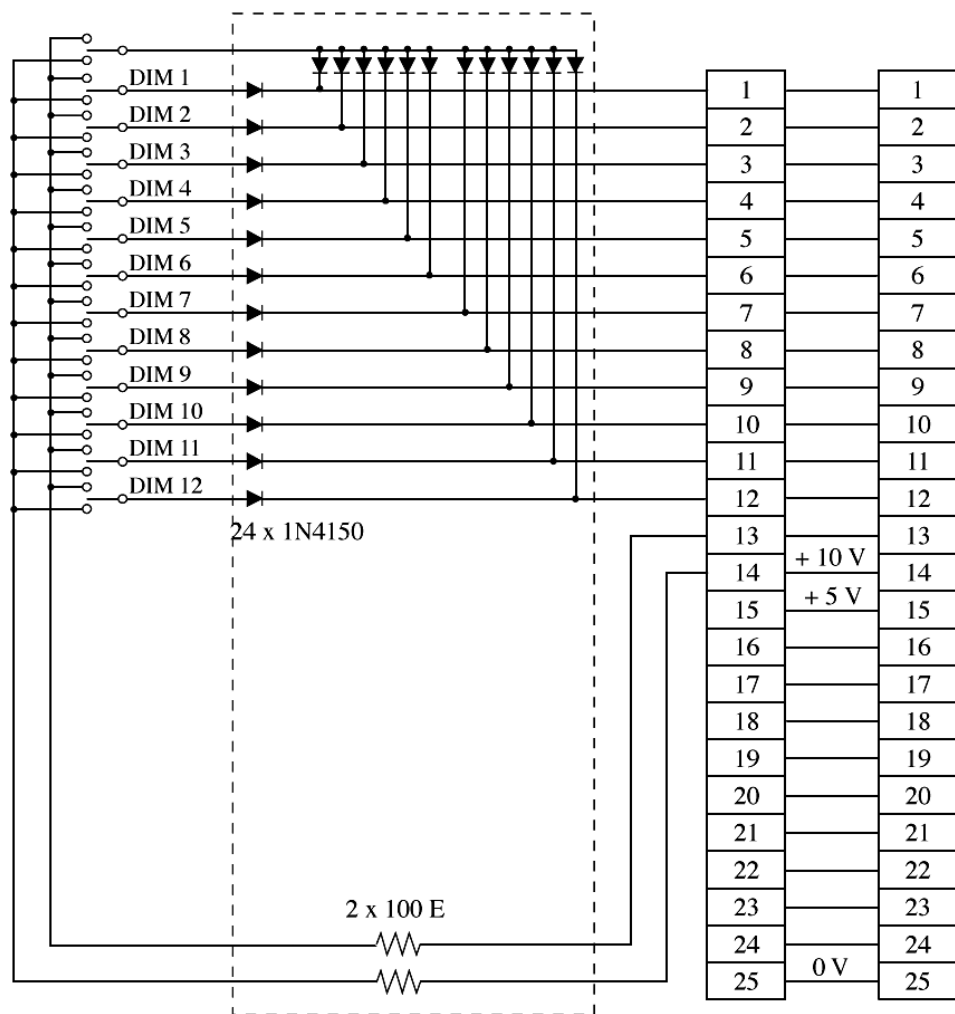 DIM 1
DIM 2
DIM 3
DIM 4
DIM 5
DIM 6
DIM 7
DIM 8
DIM 9
DIM 10
DIM 11
DIM 12
24 x 1N4150
2 x 100 E
1 1
2 2
3 3
4 4
5 5
6 6
7 7
8 8
9 9
10 10
11 11
12 12
13 13
+ 10 V
14 14
+ 5 V
15 15
16 16
17 17
18 18
19 19
20 20
21 21
22 22
23 23
24 24
0 V
25 25